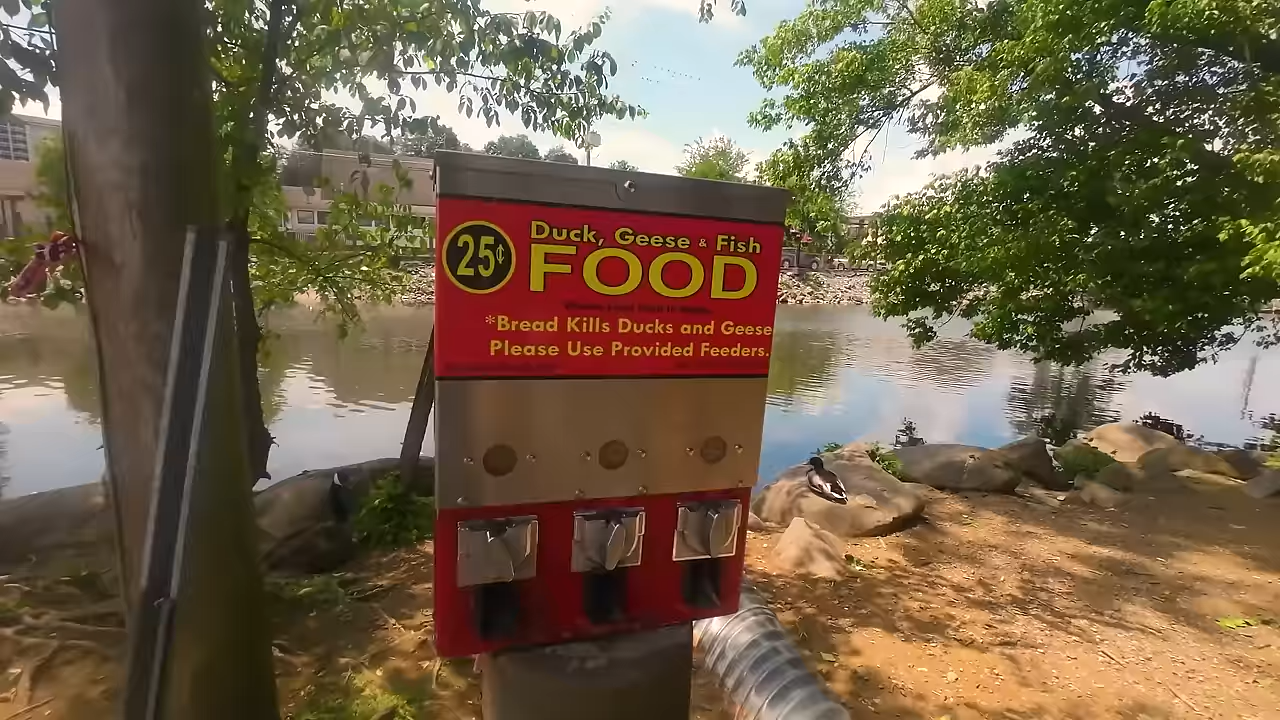 25¢
Duck, Geese & Fish
FOOD
*Bread Kills Ducks and Geese
Please Use Provided Feeders.